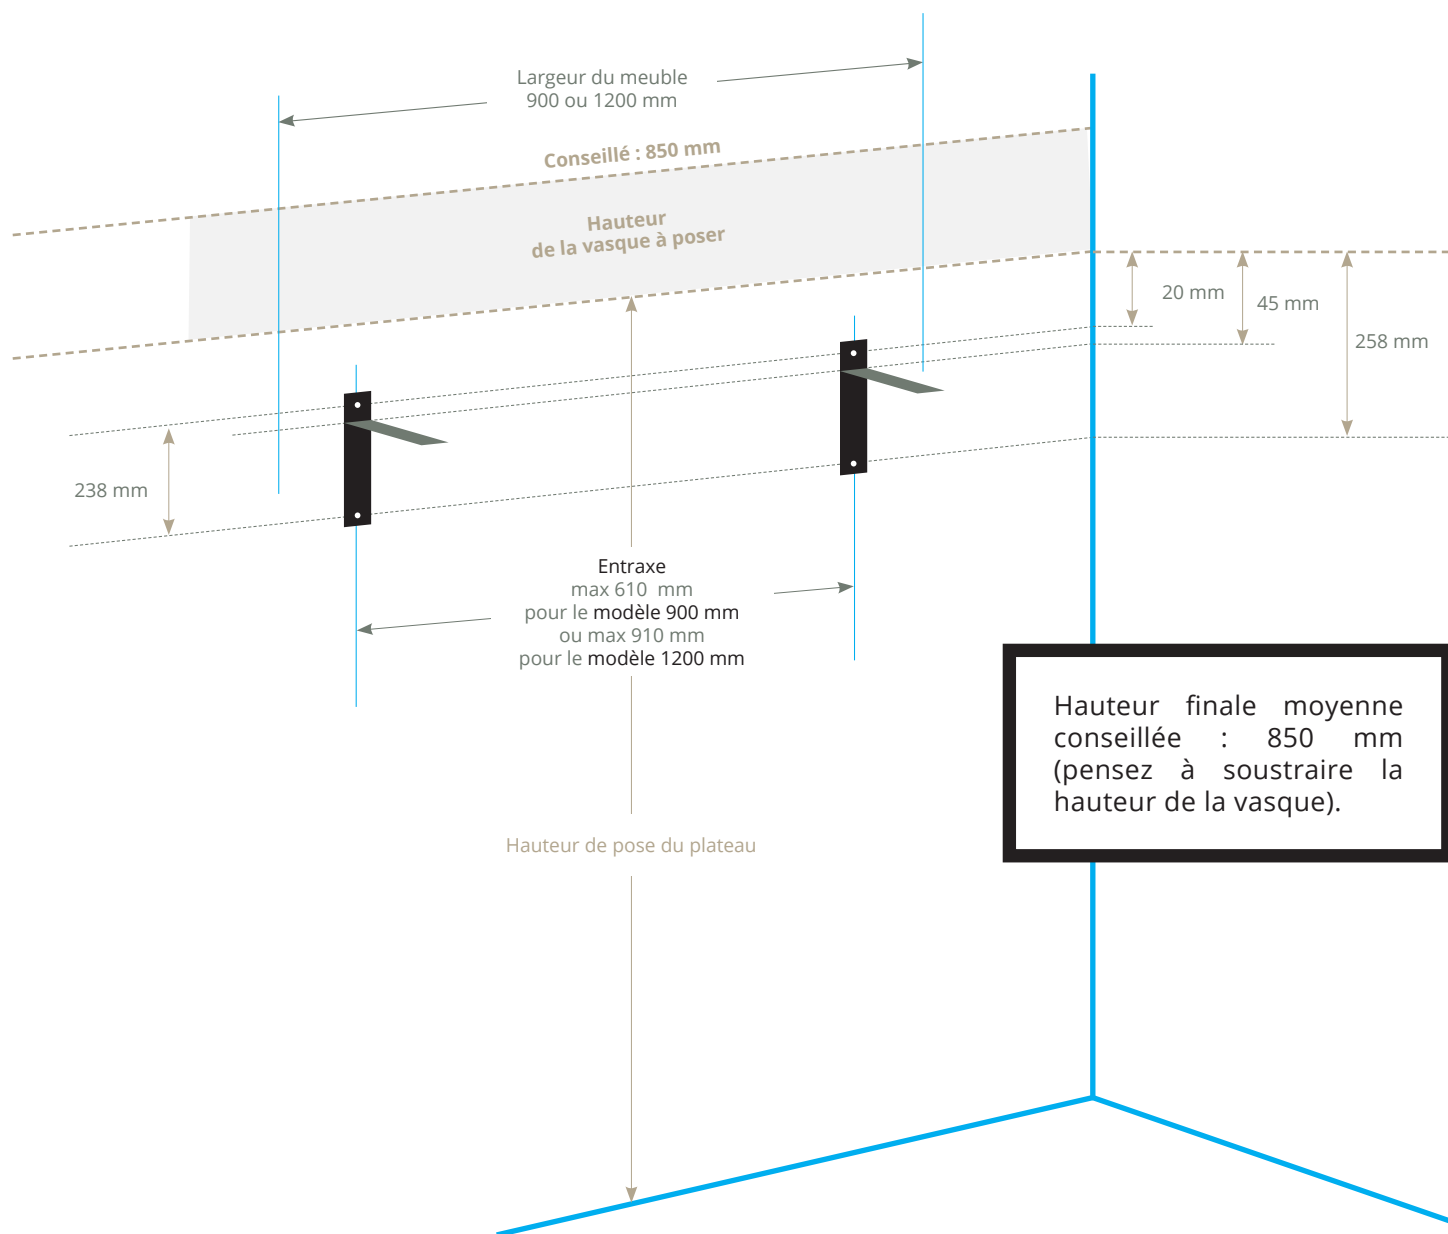 Largeur du meuble
900 ou 1200 mm
Conseillé : 850 mm
Hauteur
de la vasque à poser
20 mm
45 mm
258 mm
238 mm
Entraxe
max 610 mm
pour le modèle 900 mm
ou max 910 mm
pour le modèle 1200 mm
Hauteur finale moyenne
conseillée : 850 mm
(pensez à soustraire la
hauteur de la vasque).
Hauteur de pose du plateau